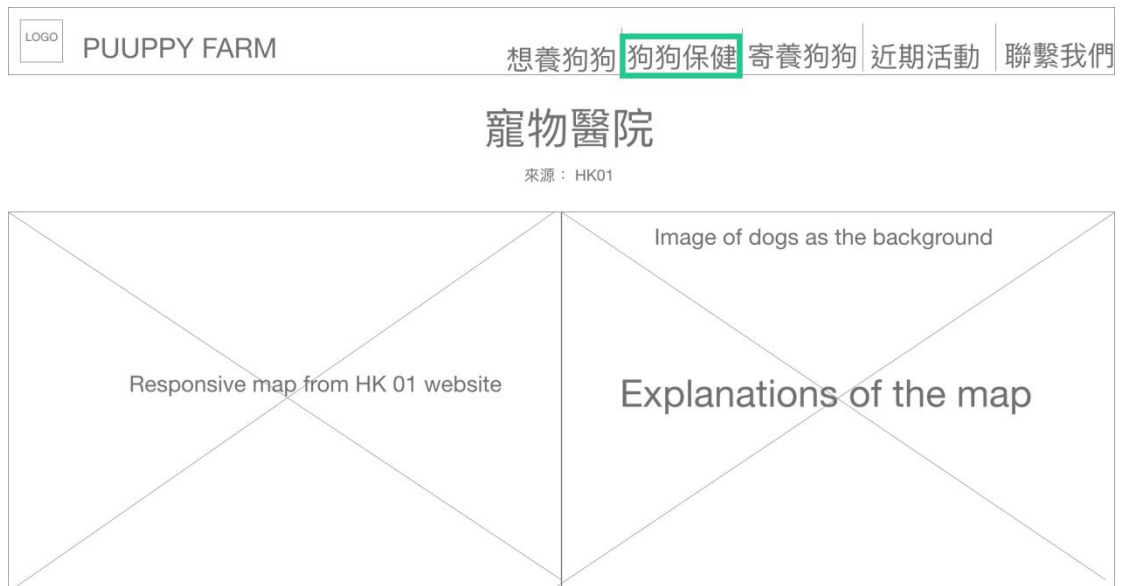 LOGO
PUUPPY FARM
想養狗狗 狗狗保健 寄養狗狗 近期活動 聯繫我們
寵物醫院
來源： HK01
Image of dogs as the background
Responsive map from HK 01 website
Explanations of the map